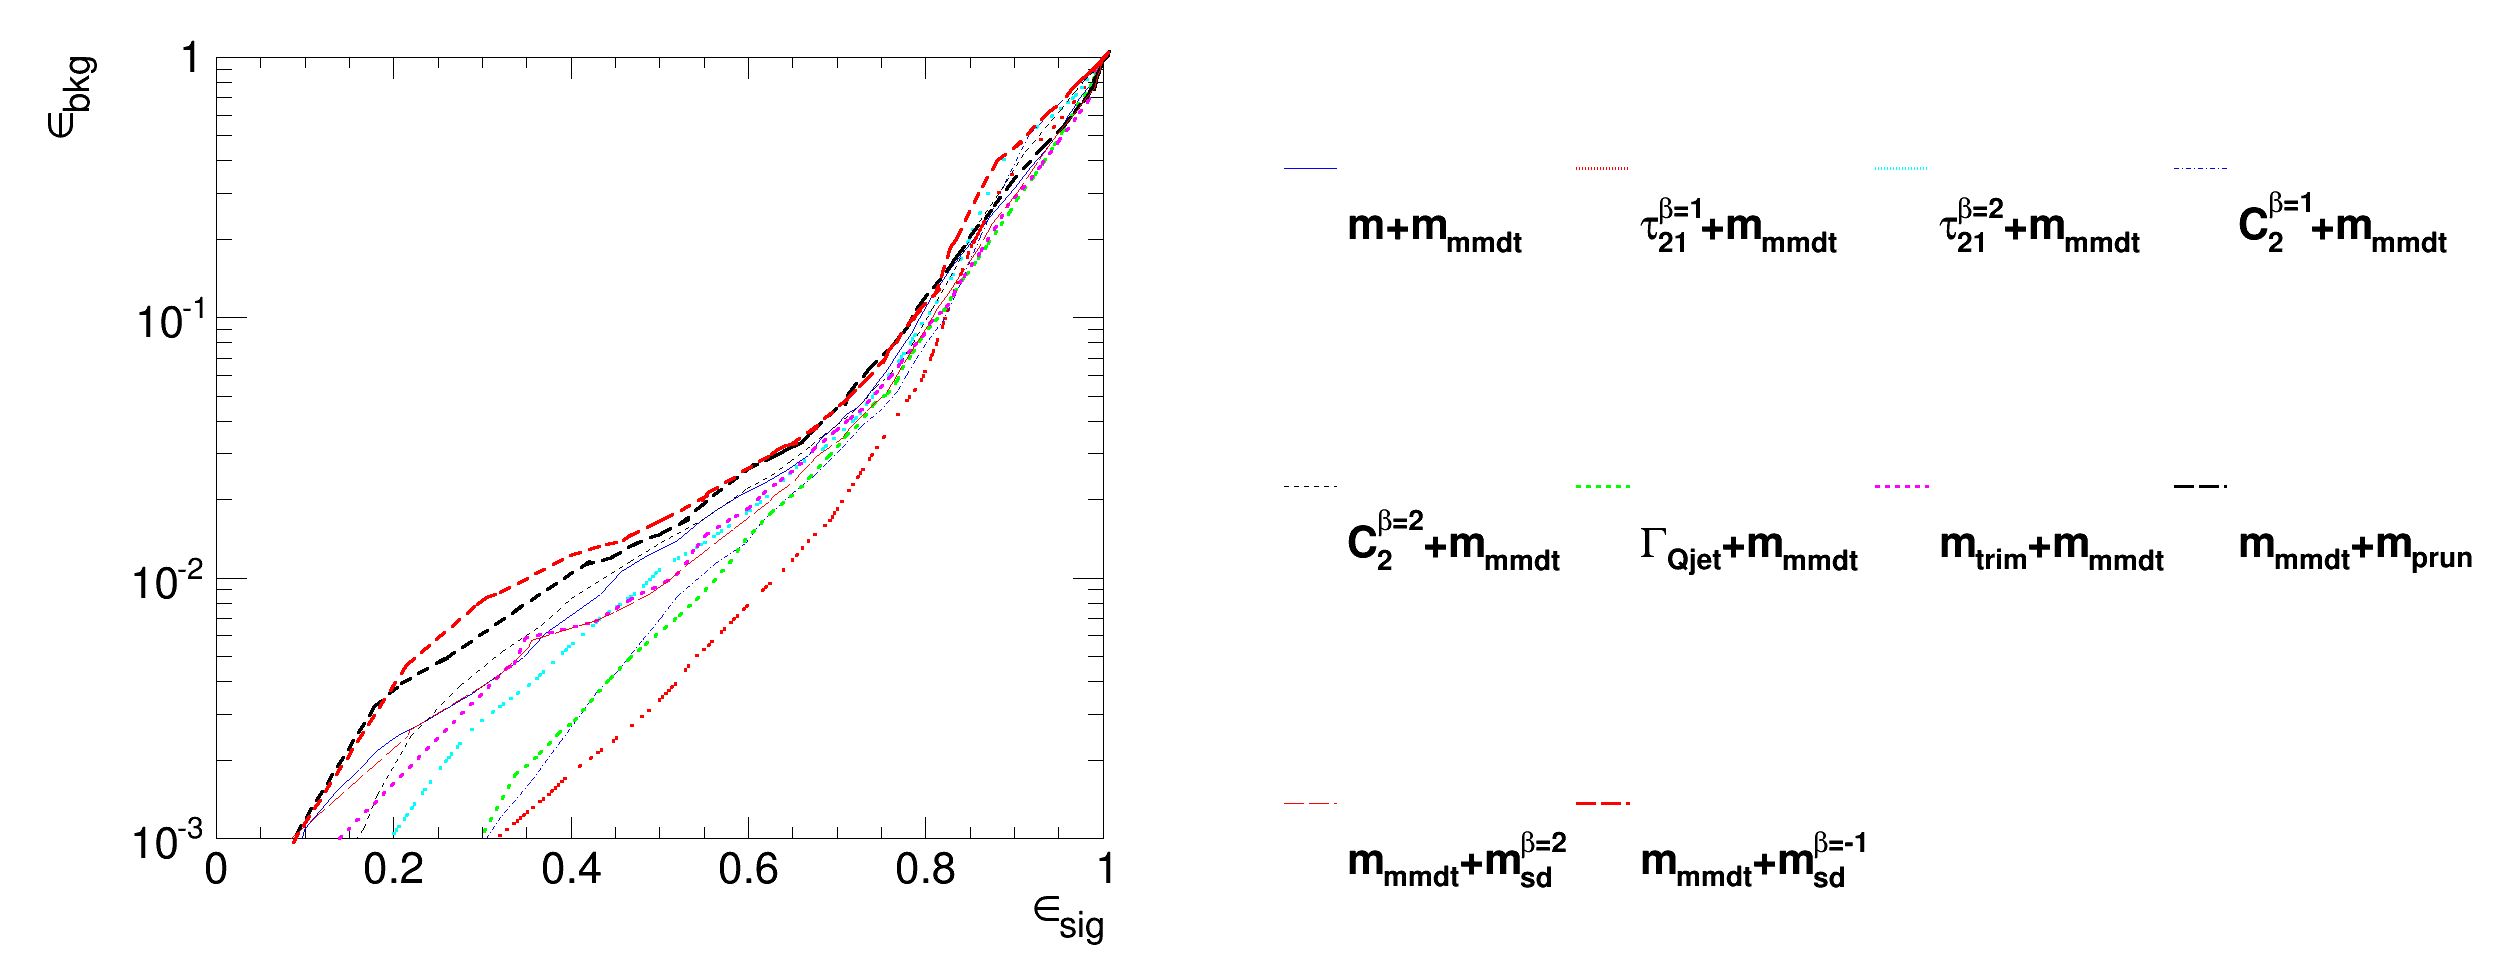 ∈bkg
1
10^-1
10^-2
10^-3
0 0.2 0.4 0.6 0.8 1
∈sig
m+m_mmdt τ_21^β=1+m_mmdt τ_21^β=2+m_mmdt C_2^β=1+m_mmdt
C_2^β=2+m_mmdt Γ_Qjet+m_mmdt m_trim+m_mmdt m_mmdt+m_prun
m_mmdt+m_sd^β=2 m_mmdt+m_sd^β=-1